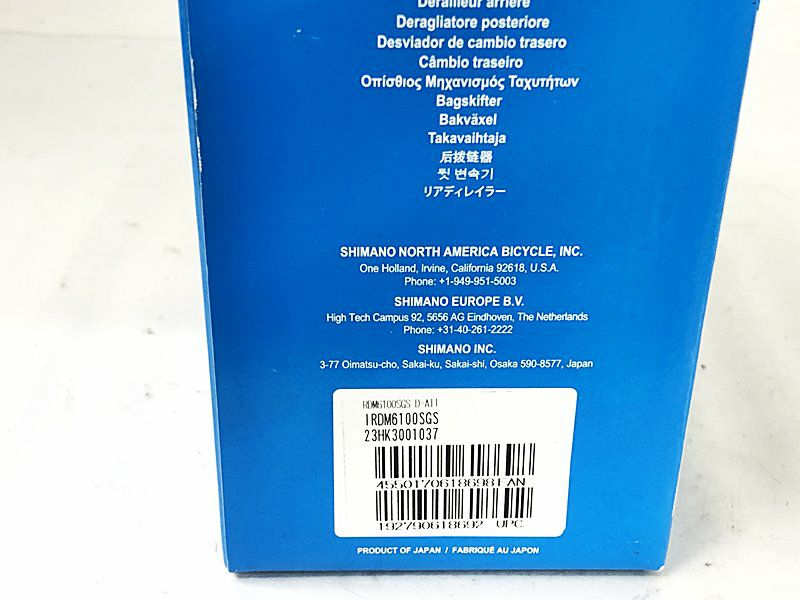 Dérailleur arrière
Deragliatore posteriore
Desviador de cambio trasero
Câmbio traseiro
Οπίσθιος Μηχανισμός Ταχυτήτων
Bagskifter
Bakväxel
Takavaihtaja
后拨链器
뒷 변속기
リアディレイラー
SHIMANO NORTH AMERICA BICYCLE, INC.
One Holland, Irvine, California 92618, U.S.A.
Phone: +1-949-951-5003
SHIMANO EUROPE B.V.
High Tech Campus 92, 5656 AG Eindhoven, The Netherlands
Phone: +31-40-261-2222
SHIMANO INC.
3-77 Oimatsu-cho, Sakai-ku, Sakai-shi, Osaka 590-8577, Japan
RDM6100SGS D-All
IRDM6100SGS
23HK3001037
4550170618698 EAN
192790618692 UPC
PRODUCT OF JAPAN / FABRIQUÉ AU JAPON